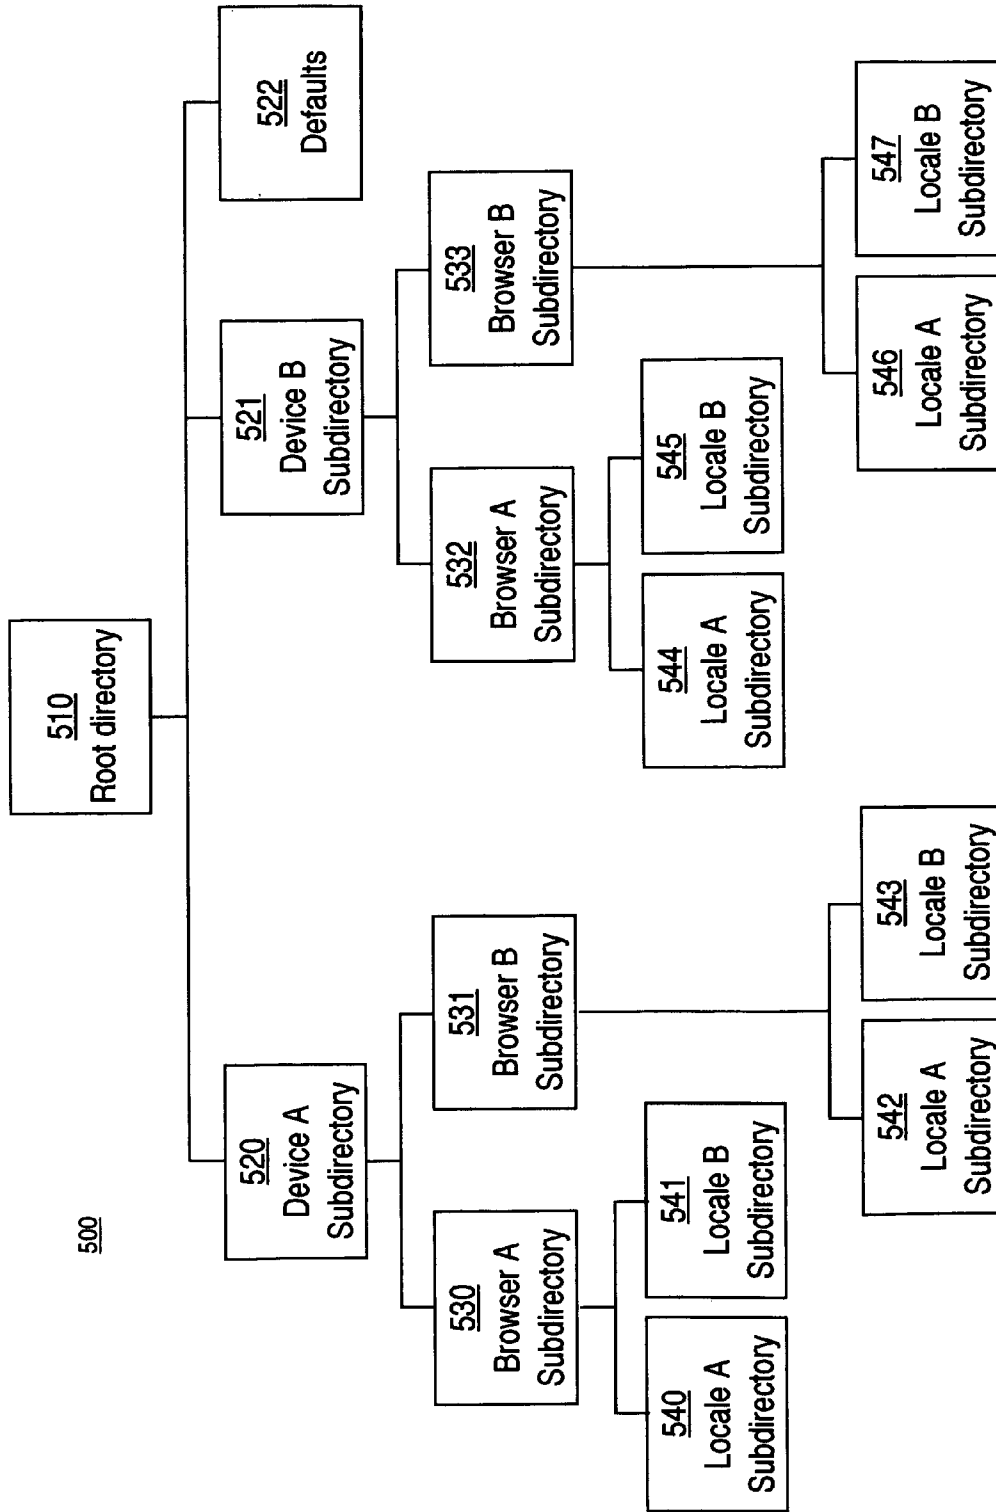 500
510
Root directory
520
Device A
Subdirectory
521
Device B
Subdirectory
522
Defaults
530
Browser A
Subdirectory
531
Browser B
Subdirectory
532
Browser A
Subdirectory
533
Browser B
Subdirectory
540
Locale A
Subdirectory
541
Locale B
Subdirectory
544
Locale A
Subdirectory
545
Locale B
Subdirectory
542
Locale A
Subdirectory
543
Locale B
Subdirectory
546
Locale A
Subdirectory
547
Locale B
Subdirectory